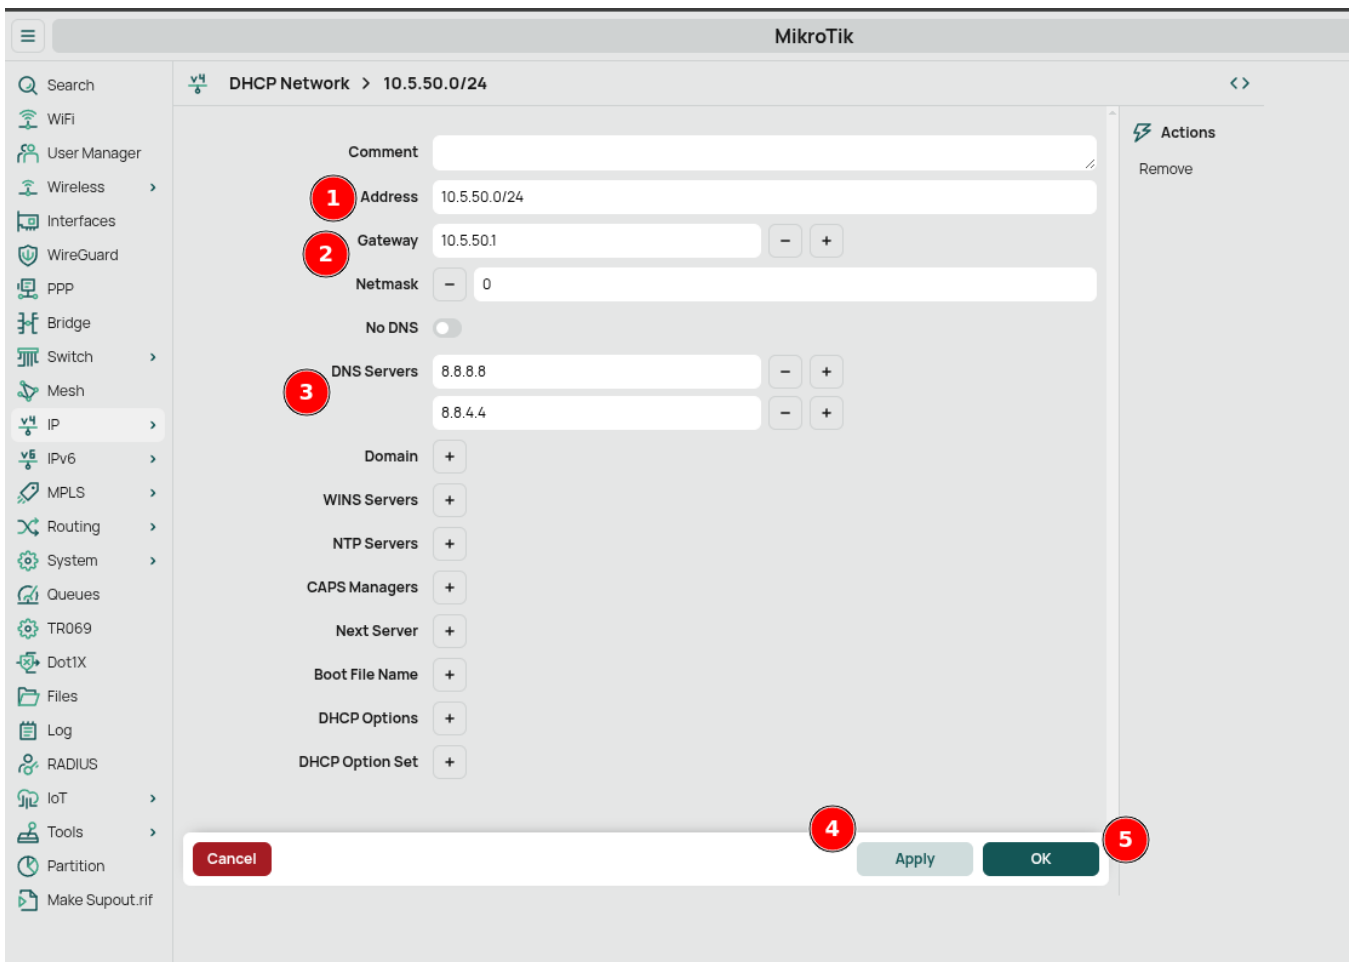 MikroTik
Search
WiFi
User Manager
Wireless
Interfaces
WireGuard
PPP
Bridge
Switch
Mesh
v4 IP
v6 IPv6
MPLS
Routing
System
Queues
TR069
Dot1X
Files
Log
RADIUS
IoT
Tools
Partition
Make Supout.rif
v4 DHCP Network > 10.5.50.0/24 <>
Comment
1 Address 10.5.50.0/24
2 Gateway 10.5.50.1 - +
Netmask - 0
No DNS
3 DNS Servers 8.8.8.8 - +
8.8.4.4 - +
Domain +
WINS Servers +
NTP Servers +
CAPS Managers +
Next Server +
Boot File Name +
DHCP Options +
DHCP Option Set +
Cancel 4 Apply OK 5
Actions
Remove